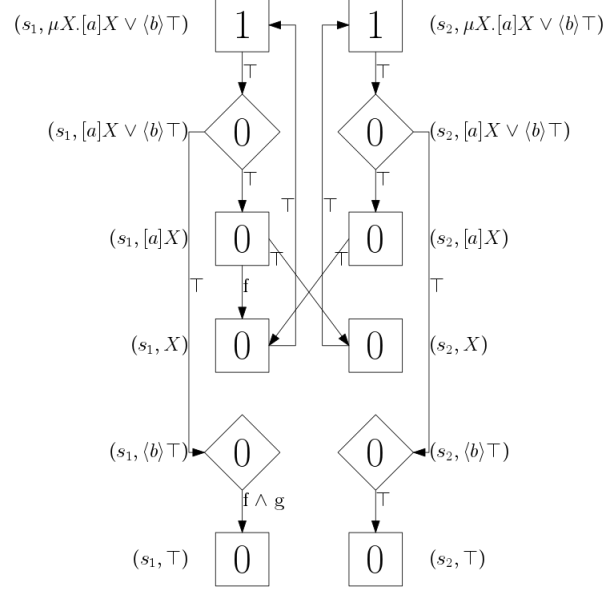 (s₁, μX.[a]X ∨ ⟨b⟩⊤) 1 1 (s₂, μX.[a]X ∨ ⟨b⟩⊤)
⊤ ⊤
(s₁, [a]X ∨ ⟨b⟩⊤) 0 0 (s₂, [a]X ∨ ⟨b⟩⊤)
⊤ ⊤
⊤ ⊤
(s₁, [a]X) 0 0 (s₂, [a]X)
⊤ ⊤
⊤ f ⊤
(s₁, X) 0 0 (s₂, X)
(s₁, ⟨b⟩⊤) 0 0 (s₂, ⟨b⟩⊤)
f ∧ g ⊤
(s₁, ⊤) 0 0 (s₂, ⊤)